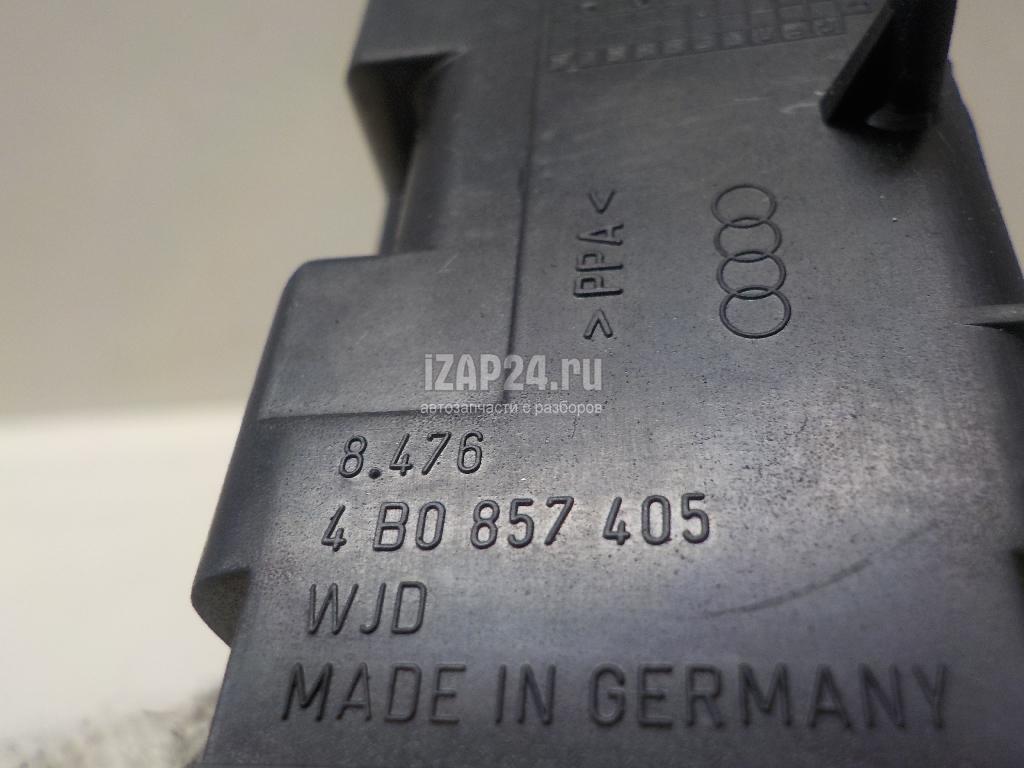 >PPA<
iZAP24.ru
автозапчасти с разборов
8.476
4 B0 857 405
WJD
MADE IN GERMANY